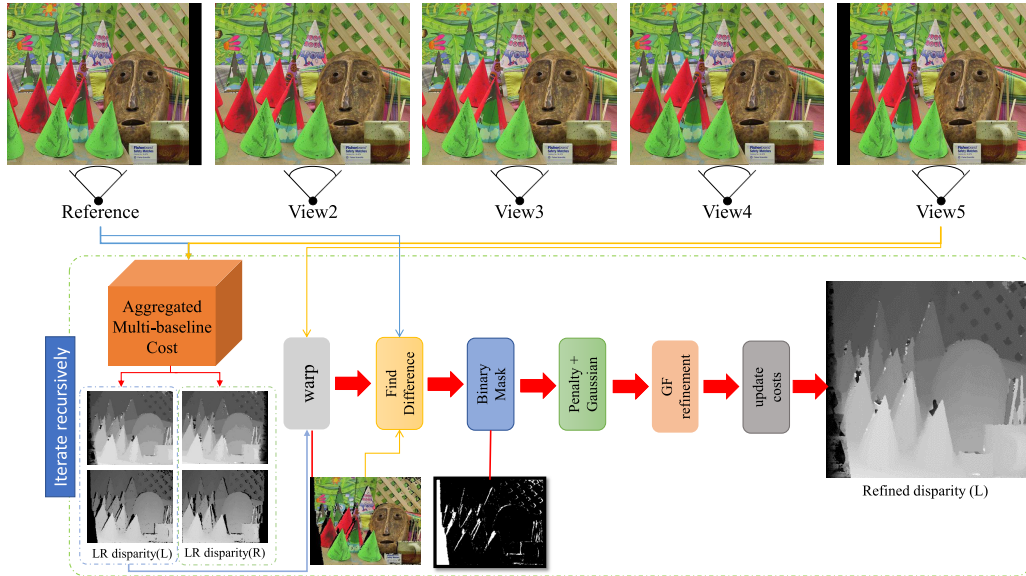 Reference
View2
View3
View4
View5
Iterate recursively
Aggregated
Multi-baseline
Cost
warp
Find
Difference
Binary
Mask
Penalty +
Gaussian
GF
refinement
update
costs
LR disparity(L)
LR disparity(R)
Refined disparity (L)